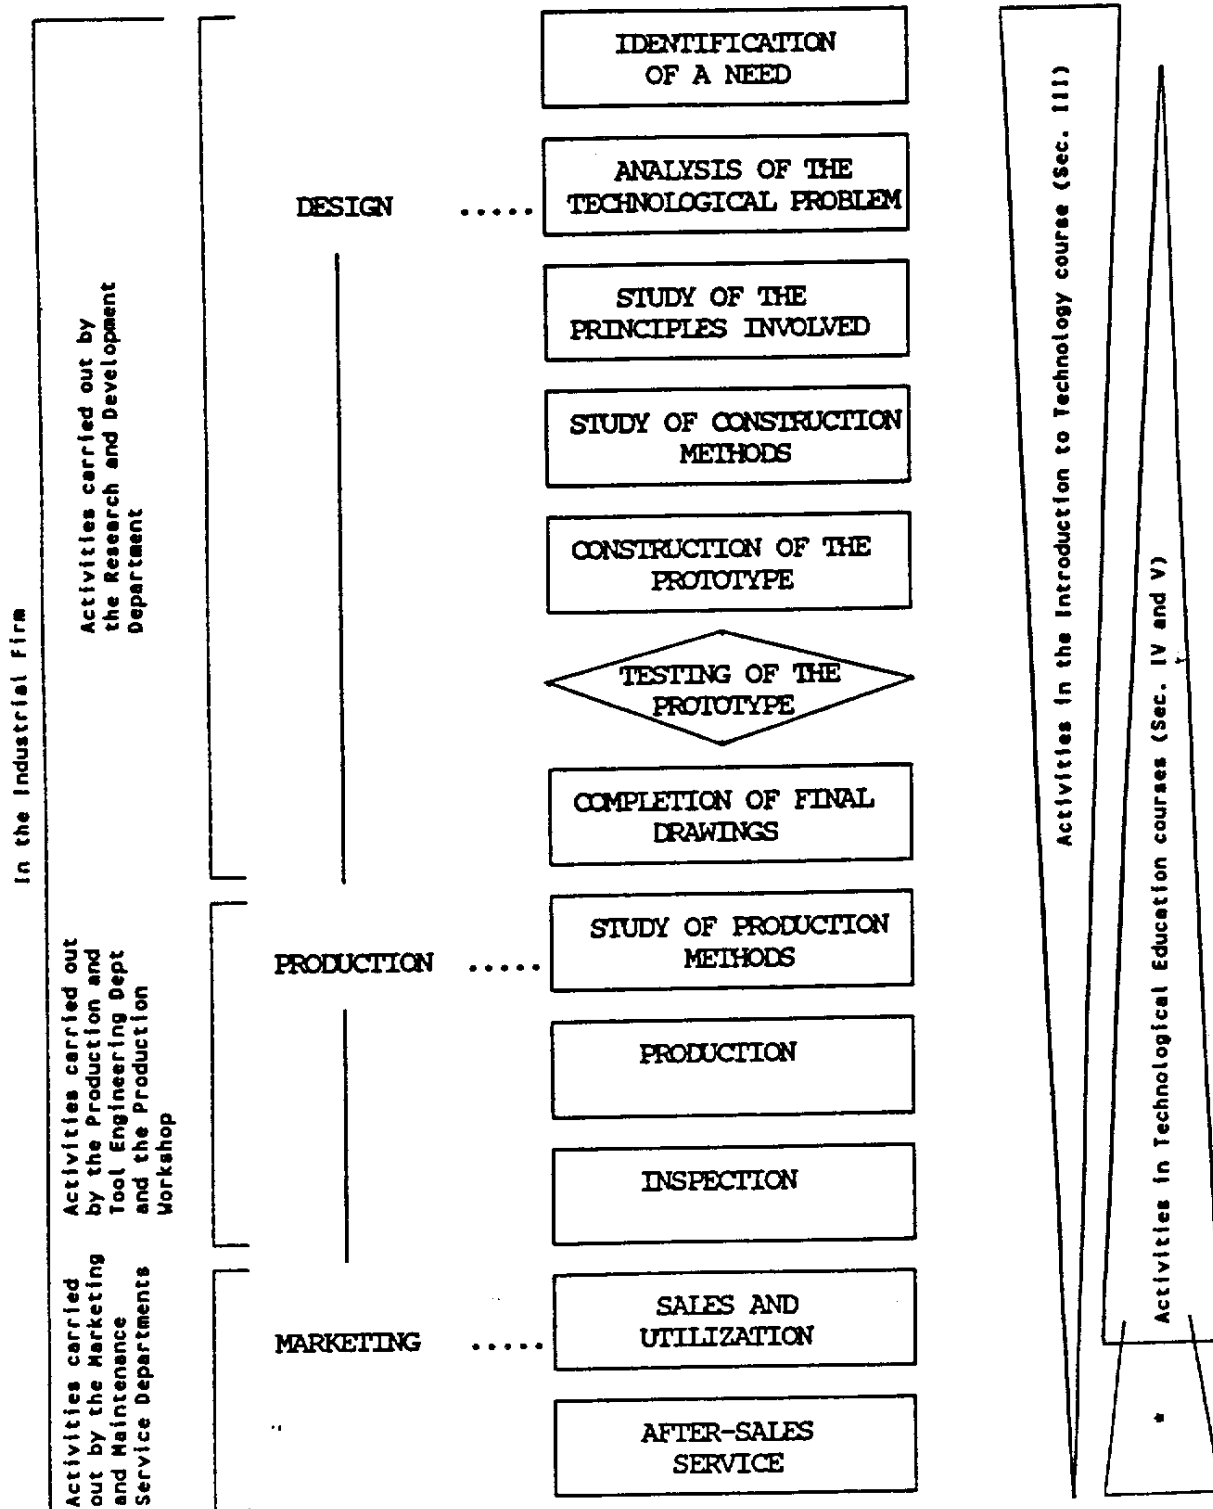 In the Industrial Firm
Activities carried out by
the Research and Development
Department
Activities carried out
by the Production and
Tool Engineering Dept
and the Production
Workshop
Activities carried
out by the Marketing
and Maintenance
Service Departments
DESIGN .....
PRODUCTION .....
MARKETING .....
IDENTIFICATION
OF A NEED
ANALYSIS OF THE
TECHNOLOGICAL PROBLEM
STUDY OF THE
PRINCIPLES INVOLVED
STUDY OF CONSTRUCTION
METHODS
CONSTRUCTION OF THE
PROTOTYPE
TESTING OF THE
PROTOTYPE
COMPLETION OF FINAL
DRAWINGS
STUDY OF PRODUCTION
METHODS
PRODUCTION
INSPECTION
SALES AND
UTILIZATION
AFTER-SALES
SERVICE
Activities in the Introduction to Technology course (Sec. III)
Activities in Technological Education courses (Sec. IV and V)
*